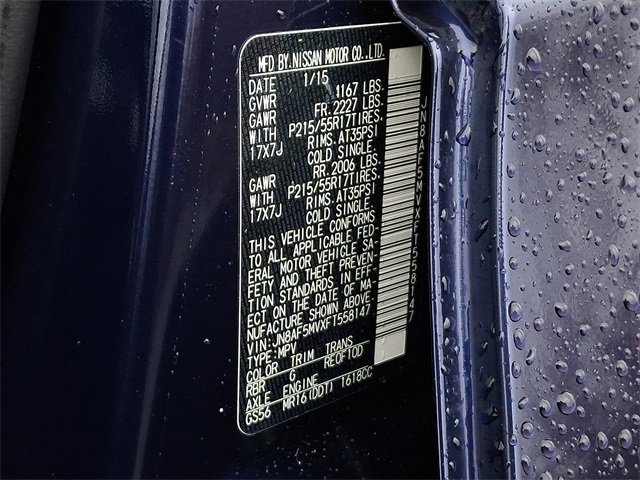 MFD BY.NISSAN MOTOR CO.,LTD.
DATE 1/15
GVWR 1167 LBS.
GAWR FR. 2227 LBS.
WITH P215/55R17TIRES.
17X7J RIMS. AT35PSI
COLD SINGLE.
GAWR RR. 2006 LBS.
WITH P215/55R17TIRES.
17X7J RIMS. AT35PSI
COLD SINGLE.
THIS VEHICLE CONFORMS
TO ALL APPLICABLE FED-
ERAL MOTOR VEHICLE SA-
FETY AND THEFT PREVEN-
TION STANDARDS IN EFF-
ECT ON THE DATE OF MA-
NUFACTURE SHOWN ABOVE.
VIN: JN8AF5MVXFT558147
TYPE: MPV
COLOR TRIM TRANS
RBR G RE0F10D
AXLE ENGINE
GS56 MR16(DDT) 1618CC
JN8AF5MVXFT558147